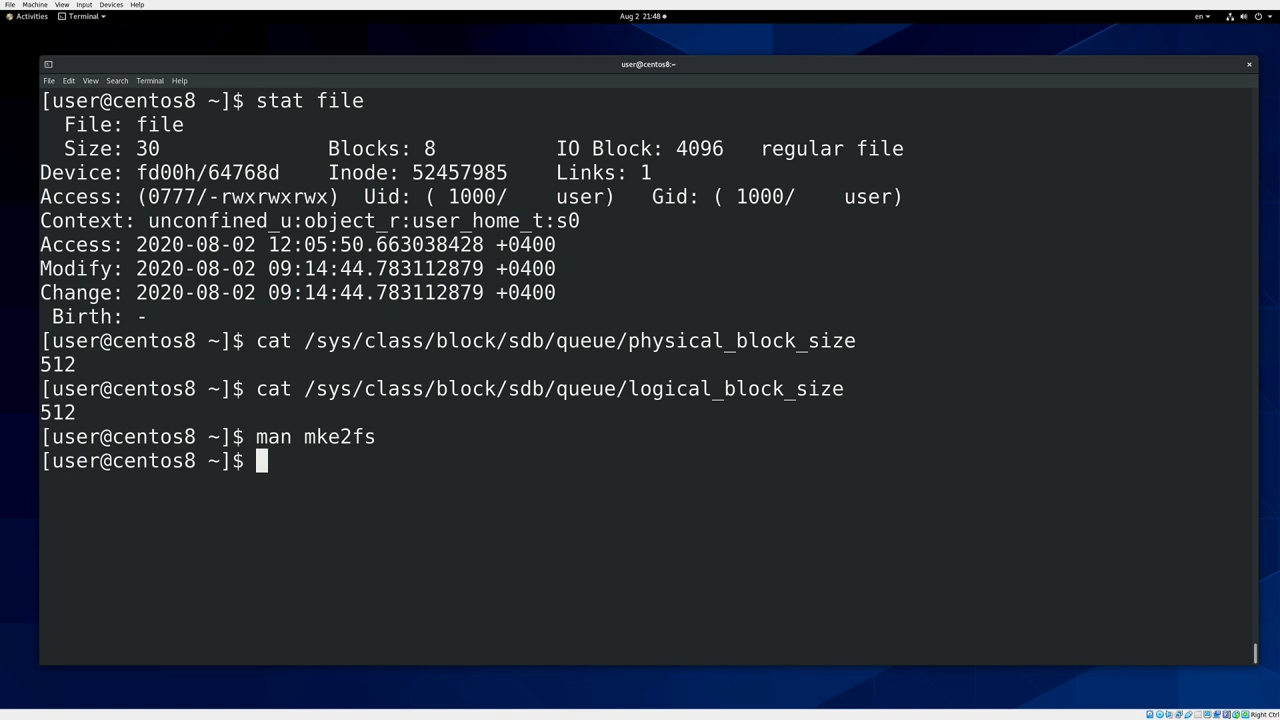 File Machine View Input Devices Help
Activities Terminal Aug 2 21:48 en
user@centos8:~
File Edit View Search Terminal Help
[user@centos8 ~]$ stat file
  File: file
  Size: 30              Blocks: 8          IO Block: 4096   regular file
Device: fd00h/64768d    Inode: 52457985    Links: 1
Access: (0777/-rwxrwxrwx)  Uid: ( 1000/    user)   Gid: ( 1000/    user)
Context: unconfined_u:object_r:user_home_t:s0
Access: 2020-08-02 12:05:50.663038428 +0400
Modify: 2020-08-02 09:14:44.783112879 +0400
Change: 2020-08-02 09:14:44.783112879 +0400
 Birth: -
[user@centos8 ~]$ cat /sys/class/block/sdb/queue/physical_block_size
512
[user@centos8 ~]$ cat /sys/class/block/sdb/queue/logical_block_size
512
[user@centos8 ~]$ man mke2fs
[user@centos8 ~]$
Right Ctrl